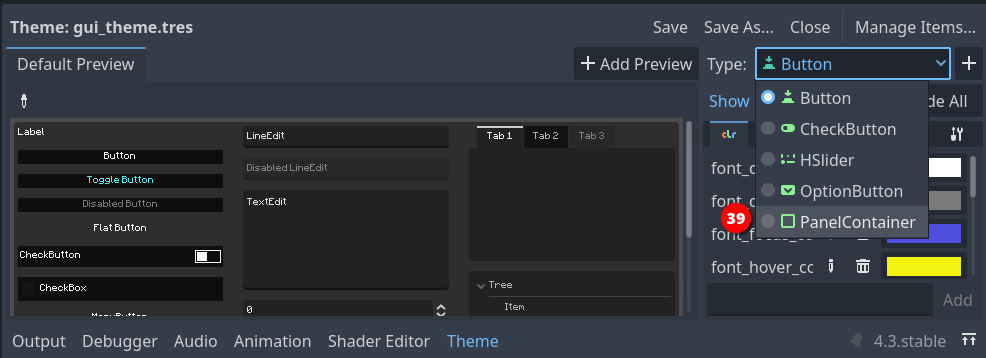 Theme: gui_theme.tres Save Save As... Close Manage Items...
Default Preview + Add Preview Type: Button +
Show de All
Label LineEdit Tab 1 Tab 2 Tab 3 Button
Button clr CheckButton
Toggle Button Disabled LineEdit font_c HSlider
Disabled Button TextEdit OptionButton
Flat Button 39 PanelContainer
font_focus_co
CheckButton font_hover_cc
CheckBox Tree
0 Item Add
Output Debugger Audio Animation Shader Editor Theme 4.3.stable